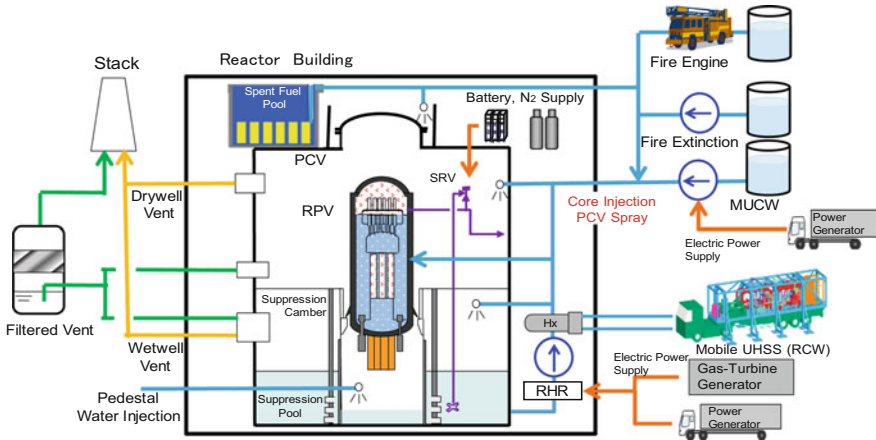 Reactor Building
Stack
Spent Fuel
Pool
Battery, N2 Supply
Fire Engine
Fire Extinction
PCV
SRV
RPV
Drywell
Vent
Core Injection
PCV Spray
MUCW
Power
Generator
Electric Power
Supply
Suppression
Camber
Filtered Vent
Hx
Mobile UHSS (RCW)
Wetwell
Vent
Electric Power
Supply
Gas-Turbine
Generator
RHR
Pedestal
Water Injection
Suppression
Pool
Power
Generator